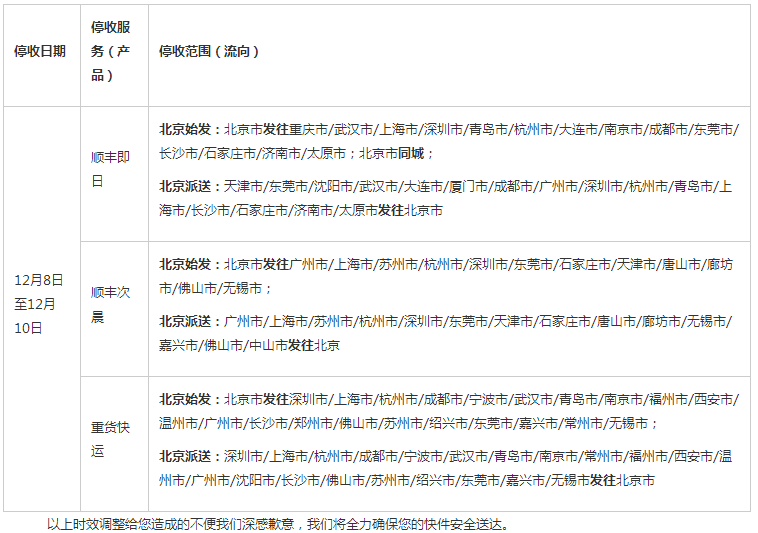 停收日期
停收服
务（产
品）
停收范围（流向）
12月8日
至12月
10日
顺丰即
日
北京始发：北京市发往重庆市/武汉市/上海市/深圳市/青岛市/杭州市/大连市/南京市/成都市/东莞市/
长沙市/石家庄市/济南市/太原市；北京市同城；
北京派送：天津市/东莞市/沈阳市/武汉市/大连市/厦门市/成都市/广州市/深圳市/杭州市/青岛市/上
海市/长沙市/石家庄市/济南市/太原市发往北京市
顺丰次
晨
北京始发：北京市发往广州市/上海市/苏州市/杭州市/深圳市/东莞市/石家庄市/天津市/唐山市/廊坊
市/佛山市/无锡市；
北京派送：广州市/上海市/苏州市/杭州市/深圳市/东莞市/天津市/石家庄市/唐山市/廊坊市/无锡市/
嘉兴市/佛山市/中山市发往北京
重货快
运
北京始发：北京市发往深圳市/上海市/杭州市/成都市/宁波市/武汉市/青岛市/南京市/福州市/西安市/
温州市/广州市/长沙市/郑州市/佛山市/苏州市/绍兴市/东莞市/嘉兴市/常州市/无锡市；
北京派送：深圳市/上海市/杭州市/成都市/宁波市/武汉市/青岛市/南京市/常州市/福州市/西安市/温
州市/广州市/沈阳市/长沙市/佛山市/苏州市/绍兴市/东莞市/嘉兴市/无锡市发往北京市
以上时效调整给您造成的不便我们深感歉意，我们将全力确保您的快件安全送达。